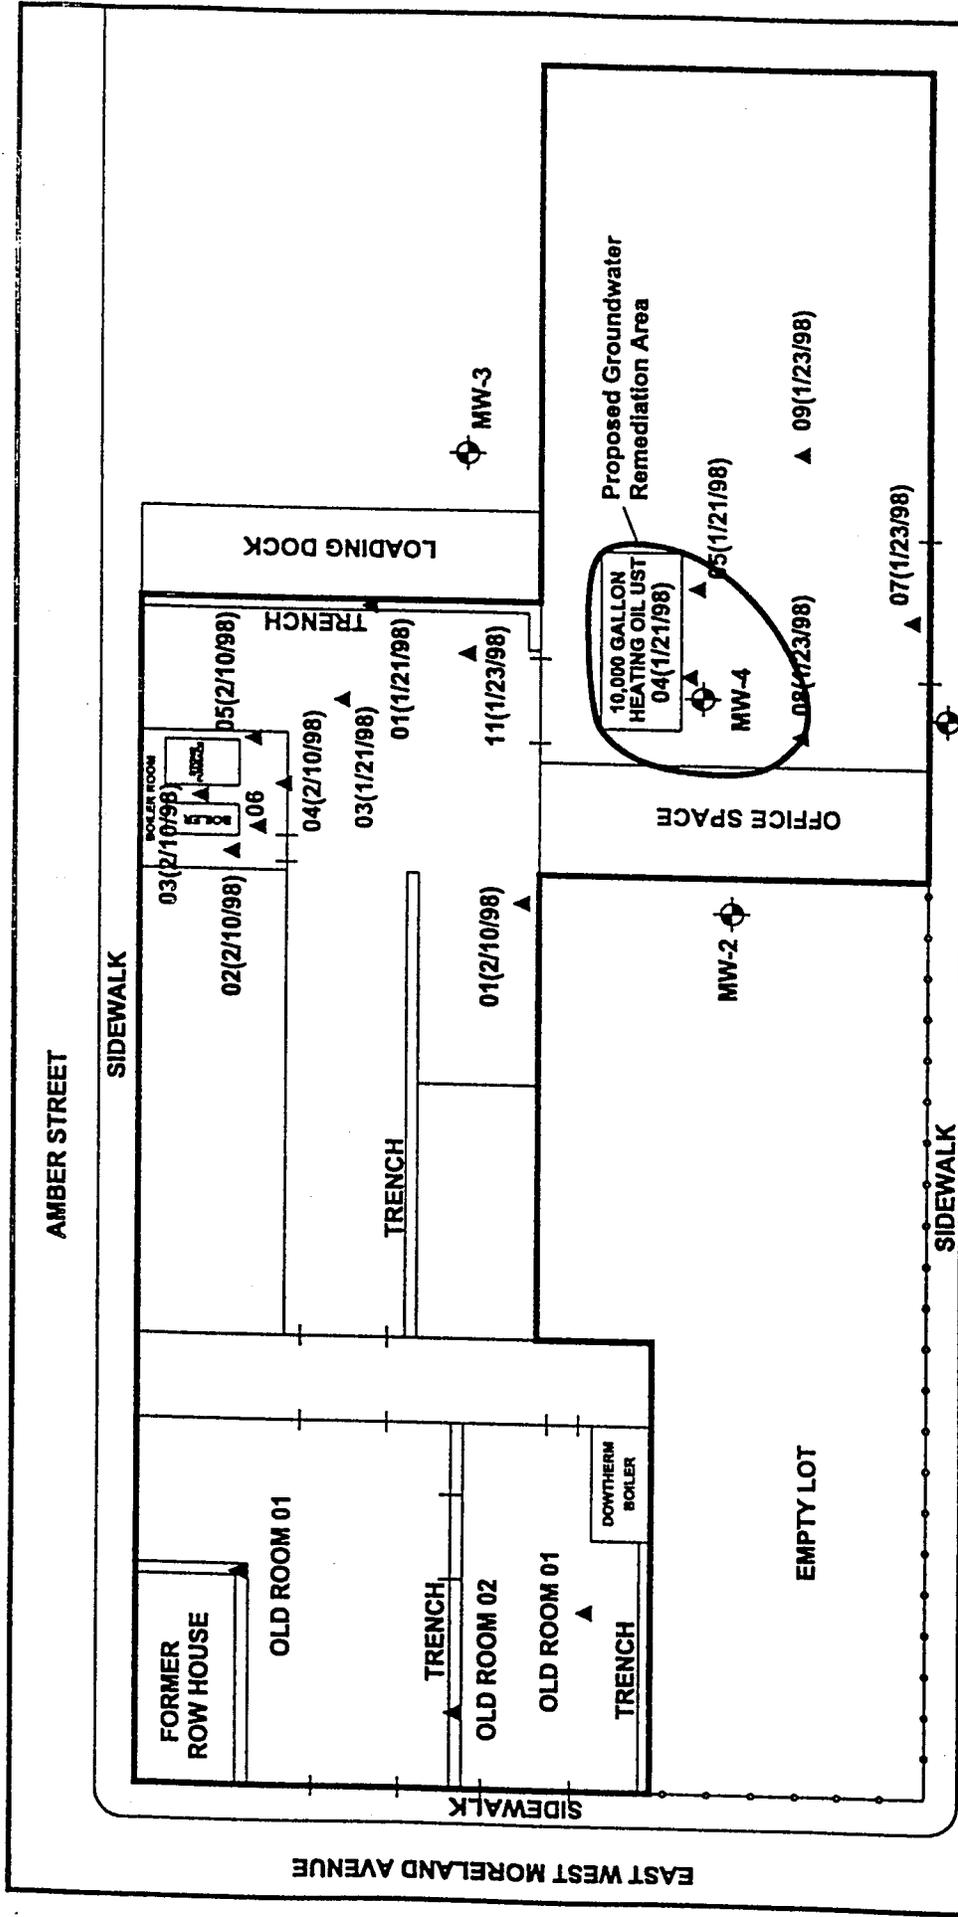 AMBER STREET
SIDEWALK
BOILER ROOM
BOILER
03(2/10/98)
06
05(2/10/98)
02(2/10/98)
04(2/10/98)
03(1/21/98)
01(1/21/98)
TRENCH
11(1/23/98)
LOADING DOCK
MW-3
01(2/10/98)
TRENCH
Proposed Groundwater
Remediation Area
10,000 GALLON
HEATING OIL UST
04(1/21/98)
05(1/21/98)
MW-4
08(1/23/98)
09(1/23/98)
07(1/23/98)
OFFICE SPACE
MW-2
FORMER
ROW HOUSE
OLD ROOM 01
TRENCH
OLD ROOM 02
OLD ROOM 01
TRENCH
DOWTHERM
BOILER
EMPTY LOT
SIDEWALK
SIDEWALK
EAST WEST MORELAND AVENUE